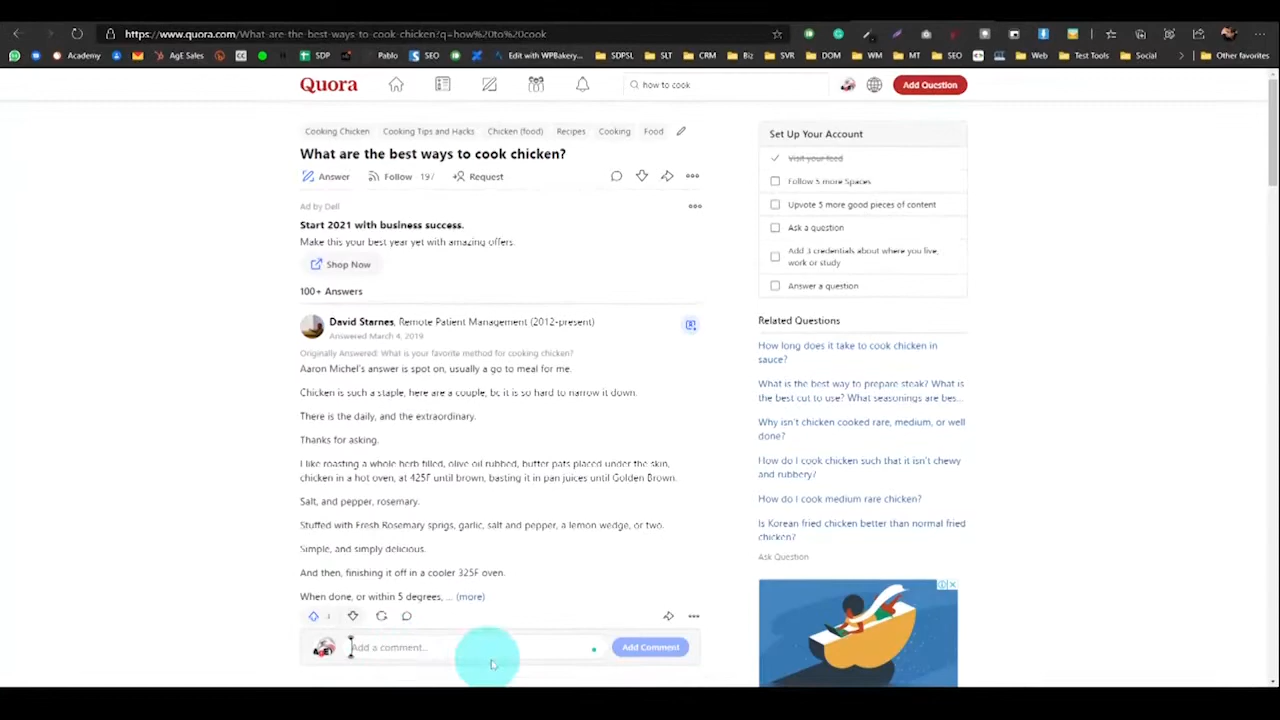 https://www.quora.com/What-are-the-best-ways-to-cook-chicken?q=how%20to%20cook
Academy AgE Sales CC SDP Pablo SEO Edit with WPBakery... SDPSL SLT CRM Biz SVR DOM WM MT SEO Web Test Tools Social Other favorites
Quora how to cook Add Question
Cooking Chicken Cooking Tips and Hacks Chicken (food) Recipes Cooking Food
What are the best ways to cook chicken?
Answer Follow 197 Request
Ad by Dell
Start 2021 with business success.
Make this your best year yet with amazing offers.
Shop Now
100+ Answers
David Starnes, Remote Patient Management (2012-present)
Answered March 4, 2019
Originally Answered: What is your favorite method for cooking chicken?
Aaron Michel's answer is spot on, usually a go to meal for me.
Chicken is such a staple, here are a couple, bc it is so hard to narrow it down.
There is the daily, and the extraordinary.
Thanks for asking.
I like roasting a whole herb filled, olive oil rubbed, butter pats placed under the skin,
chicken in a hot oven, at 425F until brown, basting it in pan juices until Golden Brown.
Salt, and pepper, rosemary.
Stuffed with Fresh Rosemary sprigs, garlic, salt and pepper, a lemon wedge, or two.
Simple, and simply delicious.
And then, finishing it off in a cooler 325F oven.
When done, or within 5 degrees, ... (more)
Add a comment... Add Comment
Set Up Your Account
Visit your feed
Follow 5 more Spaces
Upvote 5 more good pieces of content
Ask a question
Add 3 credentials about where you live,
work or study
Answer a question
Related Questions
How long does it take to cook chicken in
sauce?
What is the best way to prepare steak? What is
the best cut to use? What seasonings are bes...
Why isn't chicken cooked rare, medium, or well
done?
How do I cook chicken such that it isn't chewy
and rubbery?
How do I cook medium rare chicken?
Is Korean fried chicken better than normal fried
chicken?
Ask Question